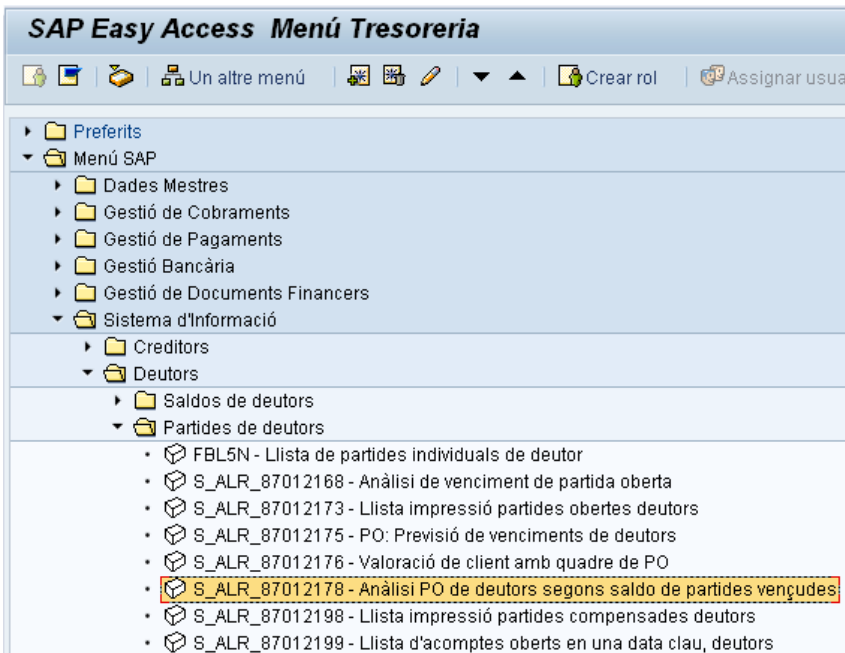 SAP Easy Access Menú Tresoreria
Un altre menú Crear rol Assignar usua
Preferits
Menú SAP
Dades Mestres
Gestió de Cobraments
Gestió de Pagaments
Gestió Bancària
Gestió de Documents Financers
Sistema d'Informació
Creditors
Deutors
Saldos de deutors
Partides de deutors
FBL5N - Llista de partides individuals de deutor
S_ALR_87012168 - Anàlisi de venciment de partida oberta
S_ALR_87012173 - Llista impressió partides obertes deutors
S_ALR_87012175 - PO: Previsió de venciments de deutors
S_ALR_87012176 - Valoració de client amb quadre de PO
S_ALR_87012178 - Anàlisi PO de deutors segons saldo de partides vençudes
S_ALR_87012198 - Llista impressió partides compensades deutors
S_ALR_87012199 - Llista d'acomptes oberts en una data clau, deutors